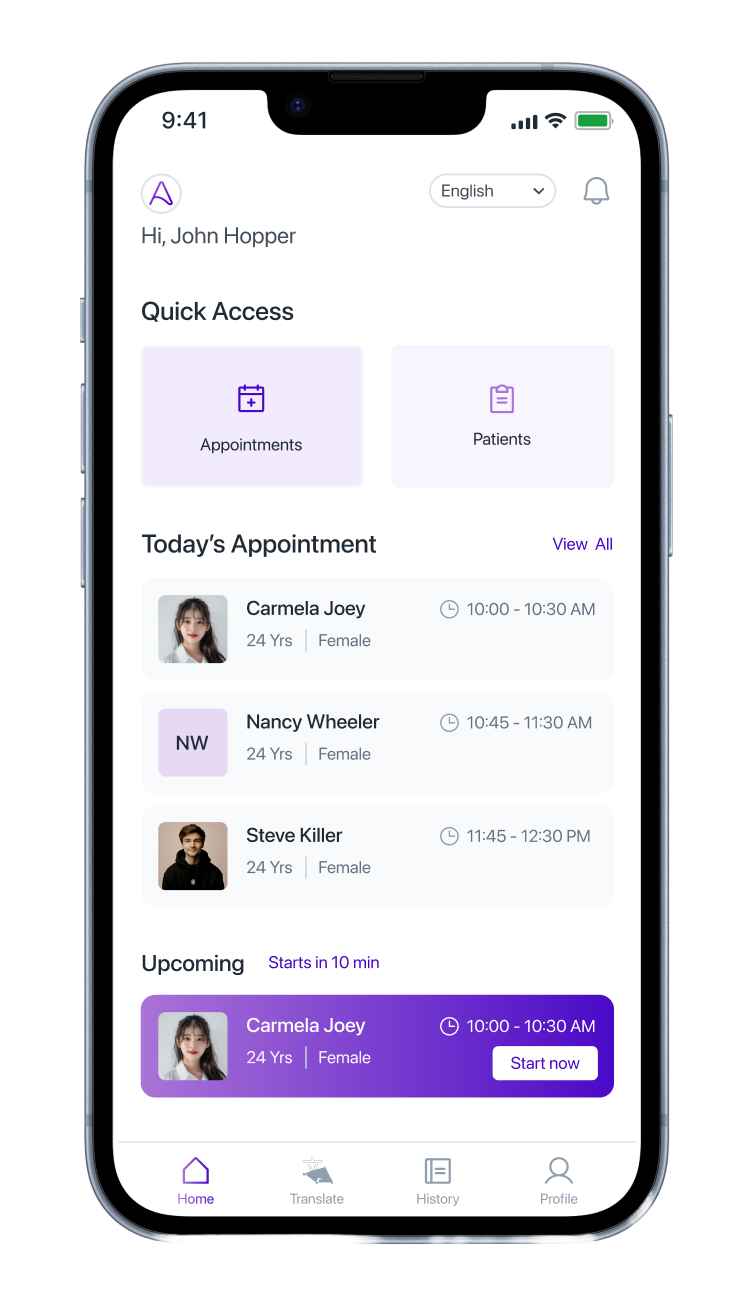 9:41
English
Hi, John Hopper
Quick Access
Appointments
Patients
Today's Appointment
View All
Carmela Joey
10:00 - 10:30 AM
24 Yrs
Female
NW
Nancy Wheeler
10:45 - 11:30 AM
24 Yrs
Female
Steve Killer
11:45 - 12:30 PM
24 Yrs
Female
Upcoming
Starts in 10 min
Carmela Joey
10:00 - 10:30 AM
24 Yrs
Female
Start now
Home
Translate
History
Profile